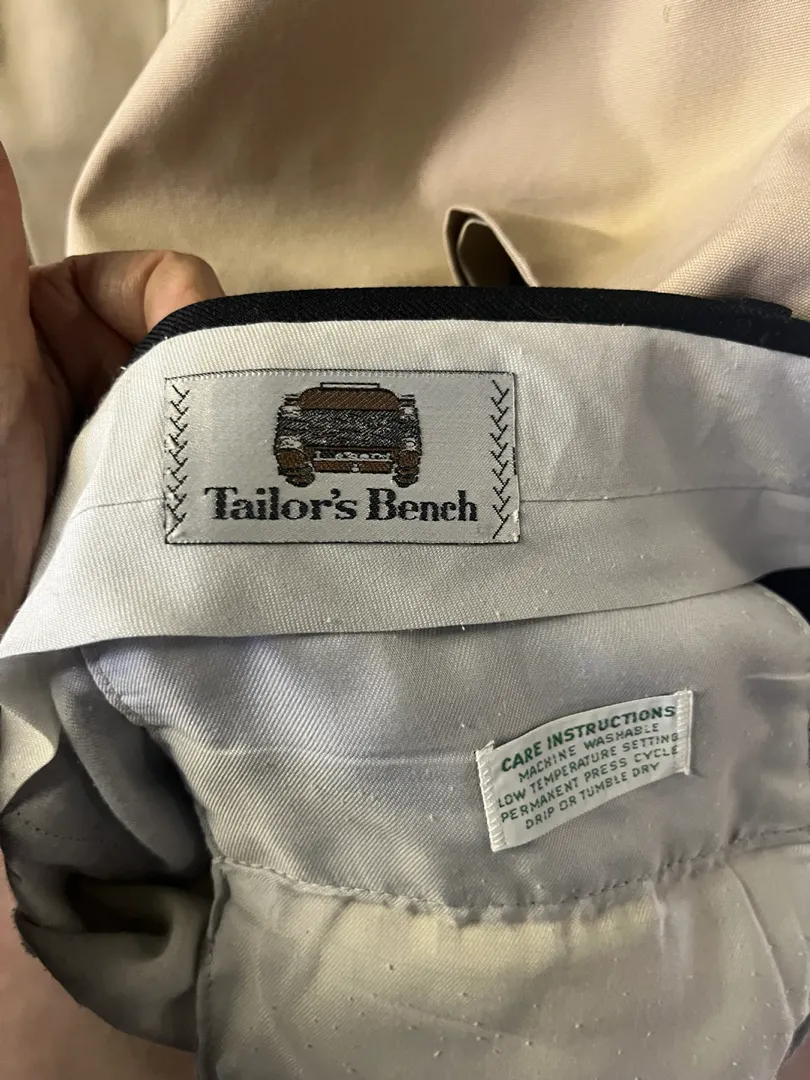 Tailor's Bench
CARE INSTRUCTIONS
MACHINE WASHABLE
LOW TEMPERATURE SETTING
PERMANENT PRESS CYCLE
DRIP OR TUMBLE DRY